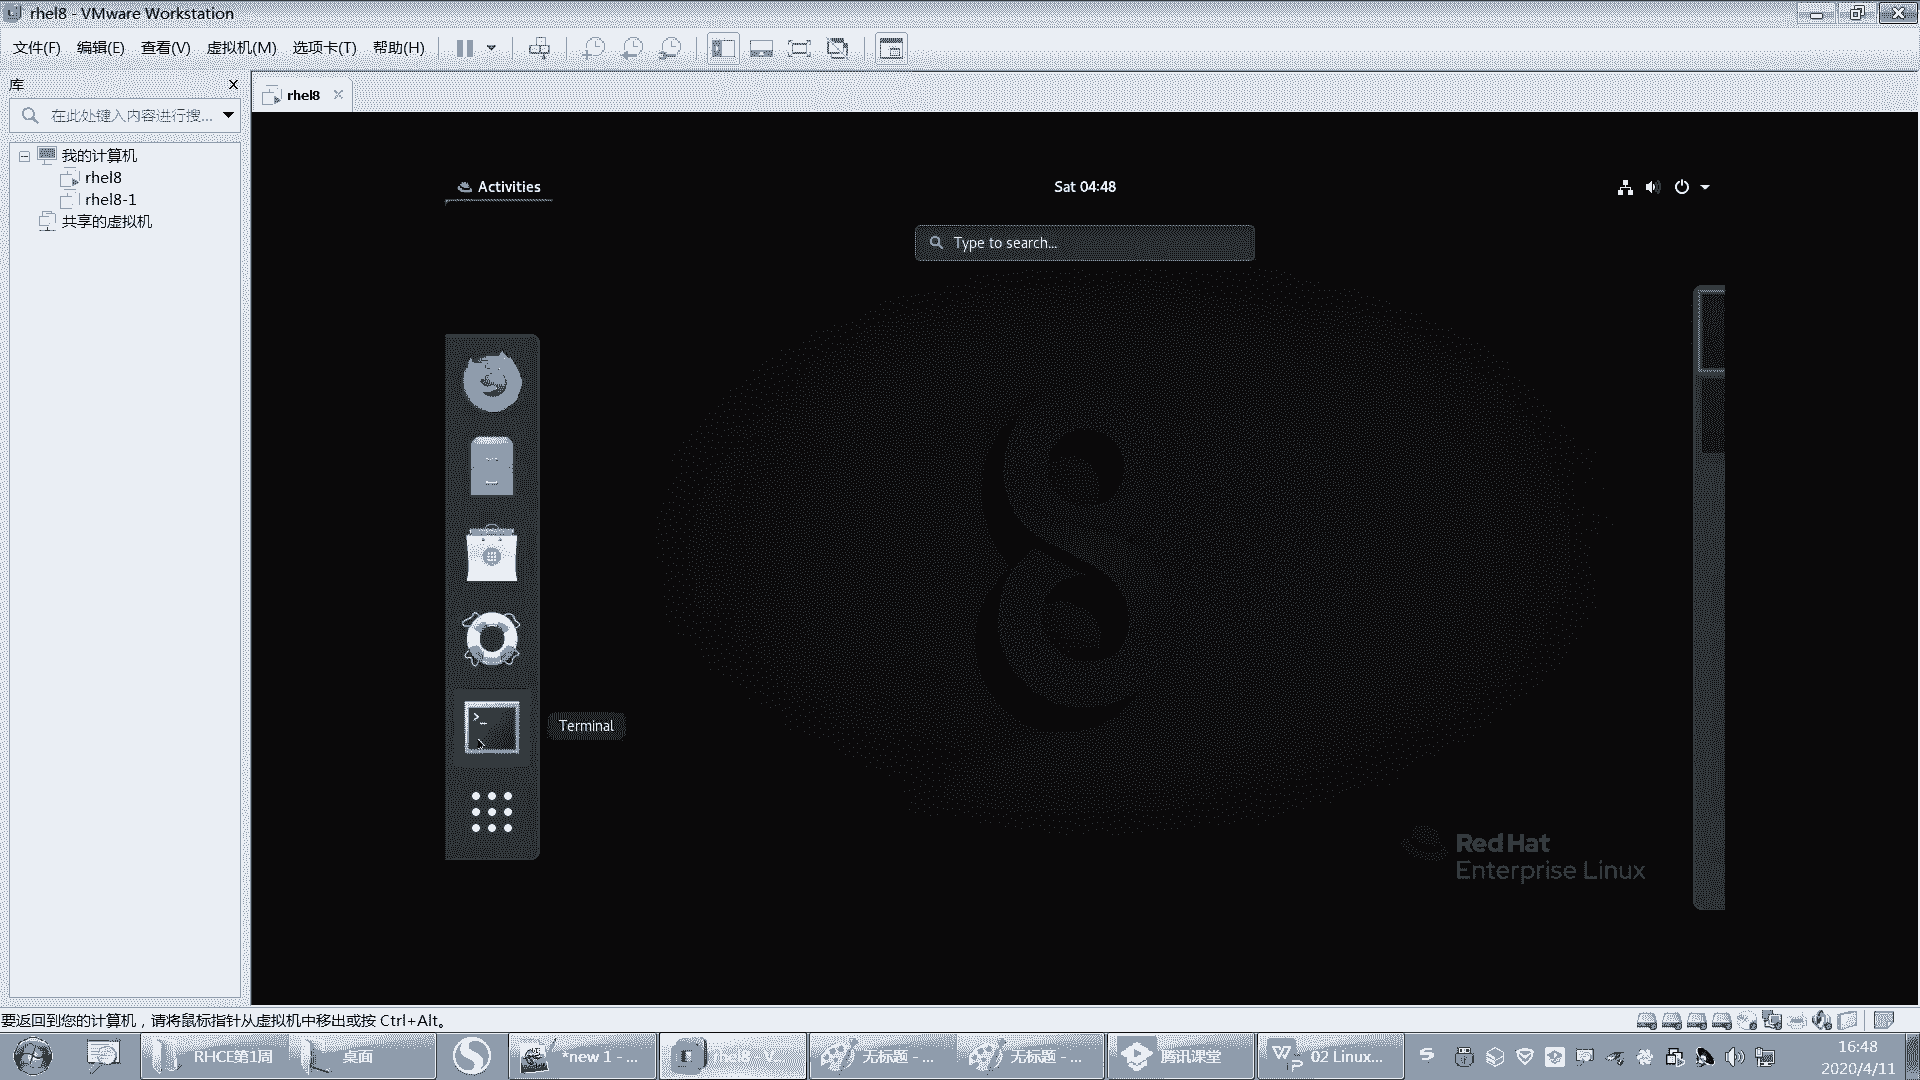 rhel8 - VMware Workstation
文件(F) 编辑(E) 查看(V) 虚拟机(M) 选项卡(T) 帮助(H)
库
在此处键入内容进行搜...
我的计算机
rhel8
rhel8-1
共享的虚拟机
rhel8
Activities
Sat 04:48
Type to search...
Terminal
Red Hat
Enterprise Linux
要返回到您的计算机，请将鼠标指针从虚拟机中移出或按 Ctrl+Alt。
RHCE第1周
桌面
*new 1 - ...
rhel8 - V...
无标题 - ...
无标题 - ...
腾讯课堂
02 Linux...
16:48
2020/4/11